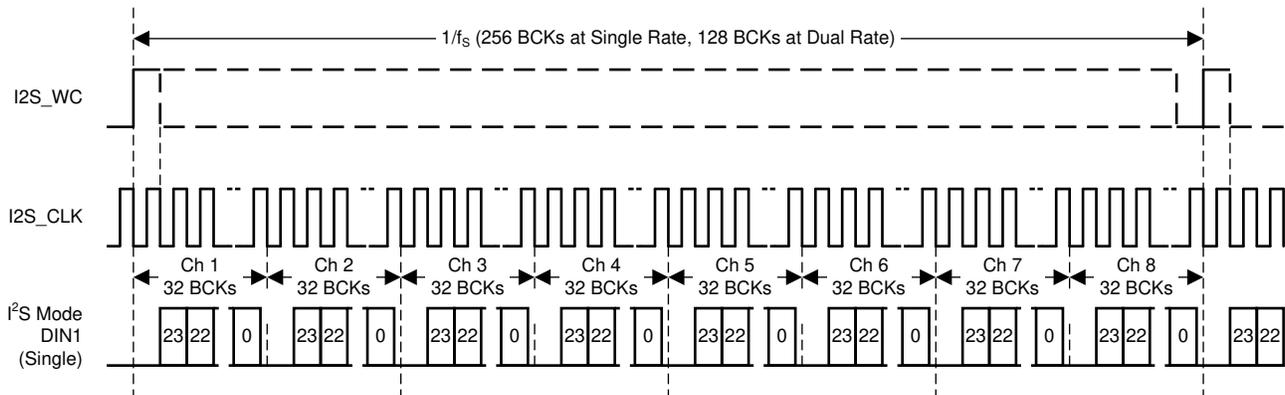 1/fS (256 BCKs at Single Rate, 128 BCKs at Dual Rate)
I2S_WC
I2S_CLK
Ch 1 Ch 2 Ch 3 Ch 4 Ch 5 Ch 6 Ch 7 Ch 8
32 BCKs 32 BCKs 32 BCKs 32 BCKs 32 BCKs 32 BCKs 32 BCKs 32 BCKs
I2S Mode
DIN1
(Single)
23 22 0 23 22 0 23 22 0 23 22 0 23 22 0 23 22 0 23 22 0 23 22 0 23 22